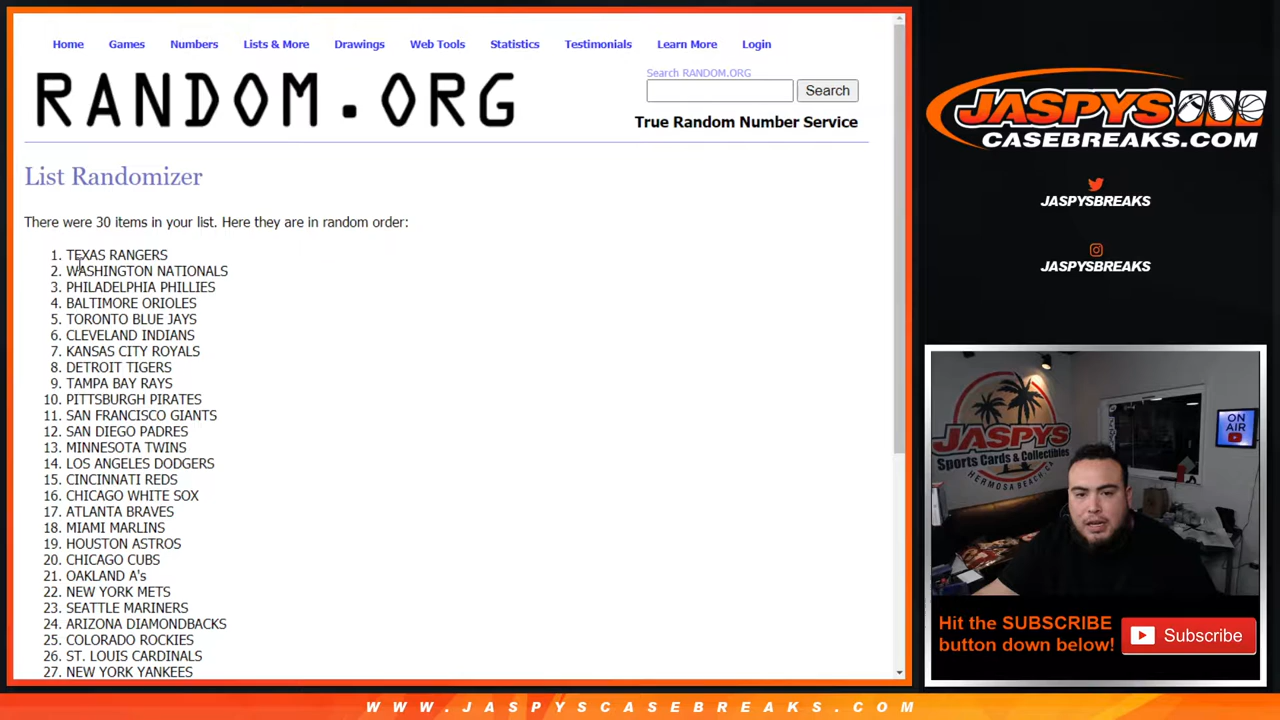 Home Games Numbers Lists & More Drawings Web Tools Statistics Testimonials Learn More Login
RANDOM.ORG
Search RANDOM.ORG
Search
True Random Number Service
List Randomizer
There were 30 items in your list. Here they are in random order:
1. TEXAS RANGERS
2. WASHINGTON NATIONALS
3. PHILADELPHIA PHILLIES
4. BALTIMORE ORIOLES
5. TORONTO BLUE JAYS
6. CLEVELAND INDIANS
7. KANSAS CITY ROYALS
8. DETROIT TIGERS
9. TAMPA BAY RAYS
10. PITTSBURGH PIRATES
11. SAN FRANCISCO GIANTS
12. SAN DIEGO PADRES
13. MINNESOTA TWINS
14. LOS ANGELES DODGERS
15. CINCINNATI REDS
16. CHICAGO WHITE SOX
17. ATLANTA BRAVES
18. MIAMI MARLINS
19. HOUSTON ASTROS
20. CHICAGO CUBS
21. OAKLAND A's
22. NEW YORK METS
23. SEATTLE MARINERS
24. ARIZONA DIAMONDBACKS
25. COLORADO ROCKIES
26. ST. LOUIS CARDINALS
27. NEW YORK YANKEES
JASPYS
CASEBREAKS.COM
JASPYSBREAKS
JASPYSBREAKS
JASPYS
Sports Cards & Collectibles
HERMOSA BEACH, CA
ON
AIR
Hit the SUBSCRIBE
button down below!
Subscribe
WWW.JASPYSCASEBREAKS.COM